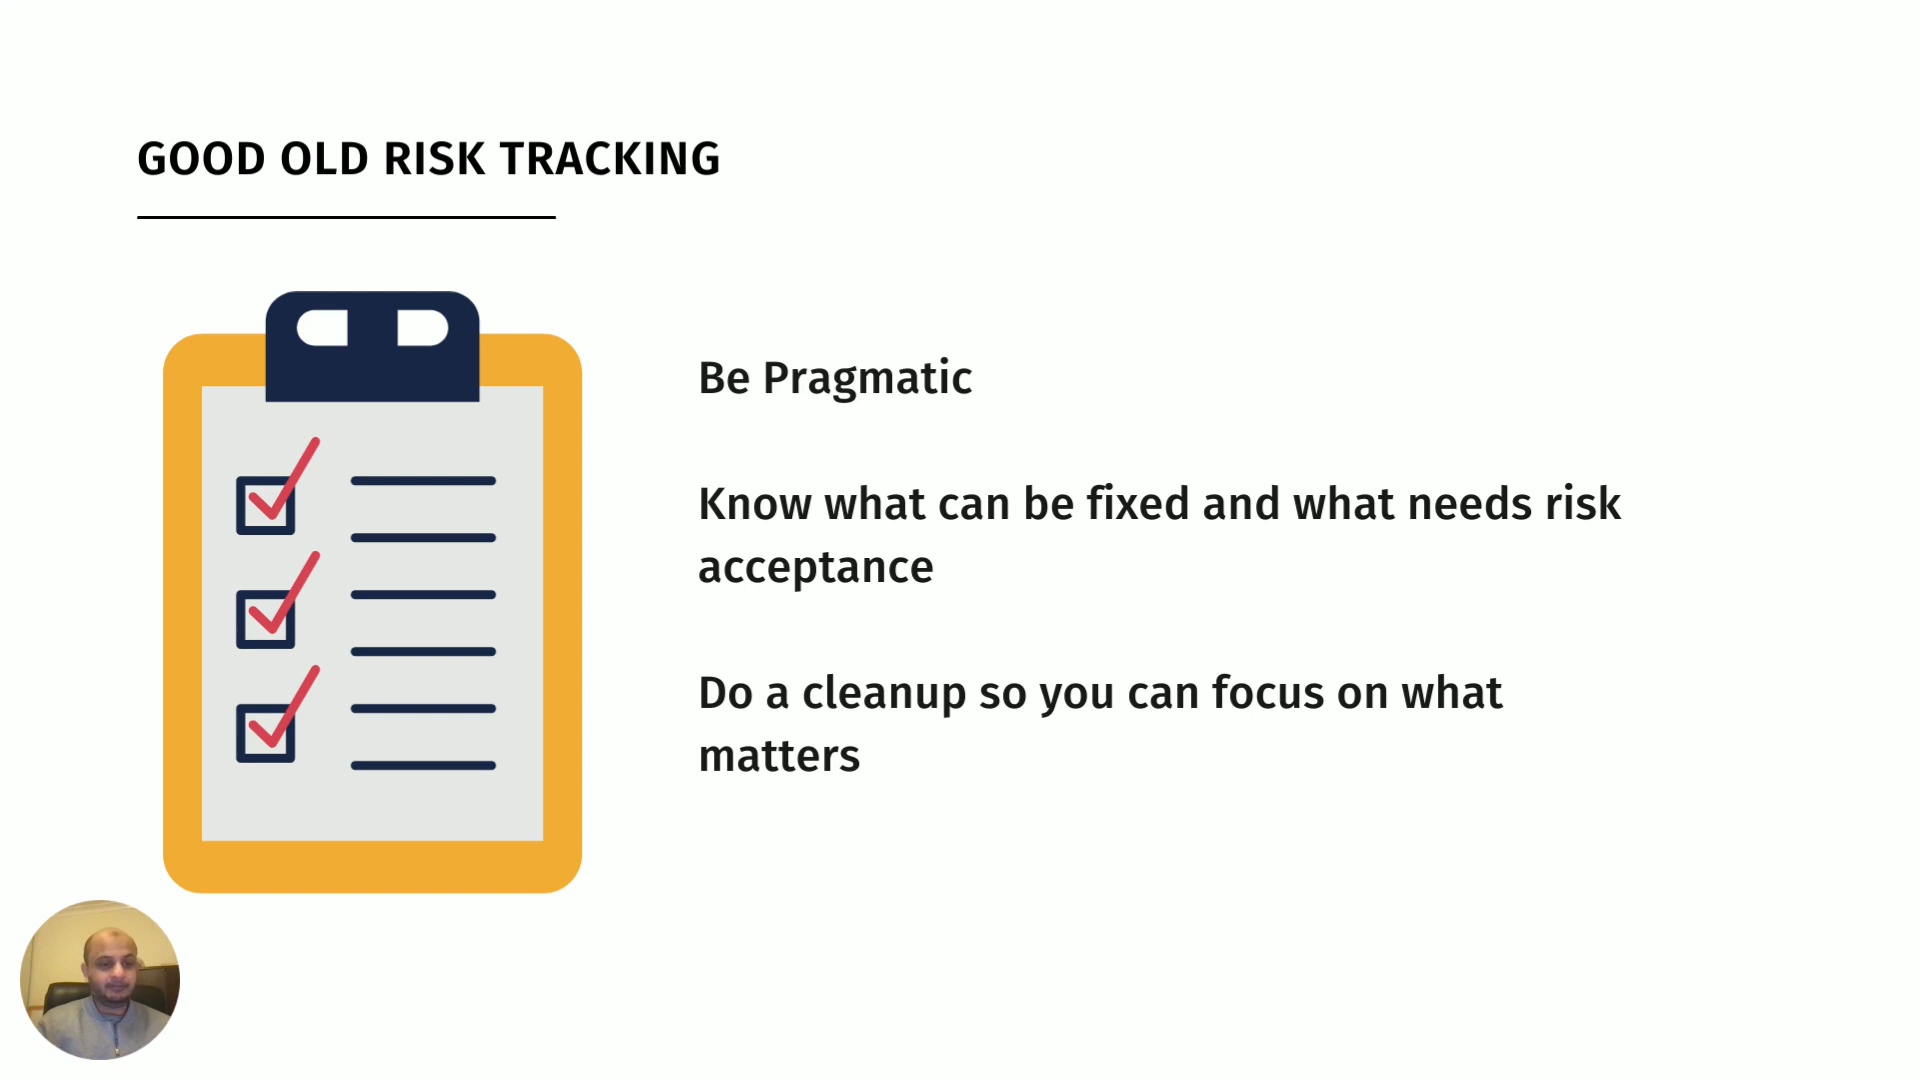 GOOD OLD RISK TRACKING
Be Pragmatic
Know what can be fixed and what needs risk
acceptance
Do a cleanup so you can focus on what
matters